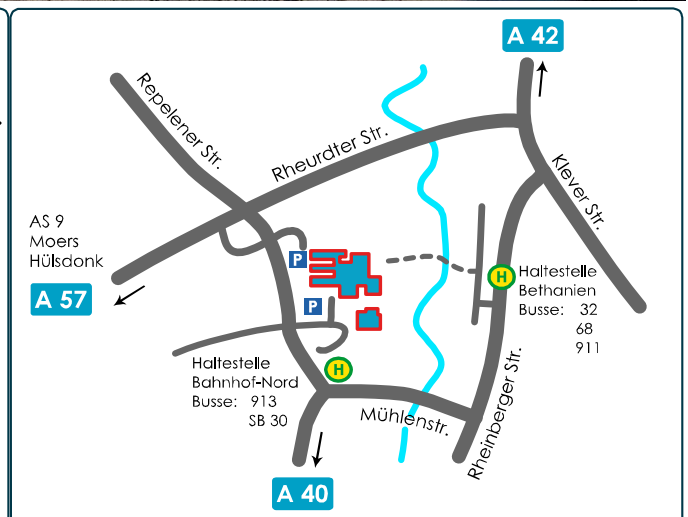 A 42
Repelener Str.
Rheurdter Str.
Klever Str.
AS 9
Moers
Hülsdonk
A 57
P
P
H
Haltestelle
Bethanien
Busse: 32
68
911
Haltestelle
Bahnhof-Nord
Busse: 913
SB 30
H
Mühlenstr.
Rheinberger Str.
A 40